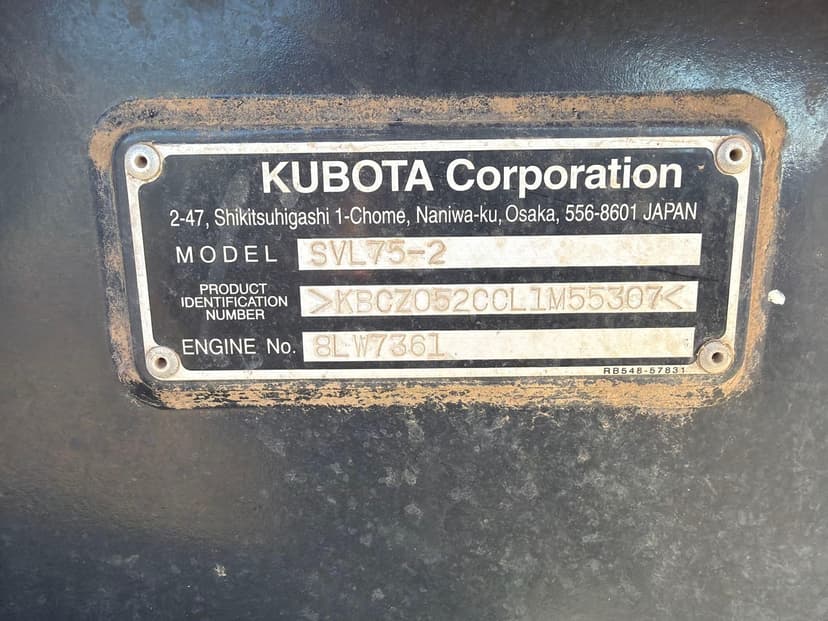 KUBOTA Corporation
2-47, Shikitsuhigashi 1-Chome, Naniwa-ku, Osaka, 556-8601 JAPAN
MODEL SVL75-2
PRODUCT
IDENTIFICATION
NUMBER >KBCZ052CCL1M55307<
ENGINE No. 8LW7361
RB548-57831